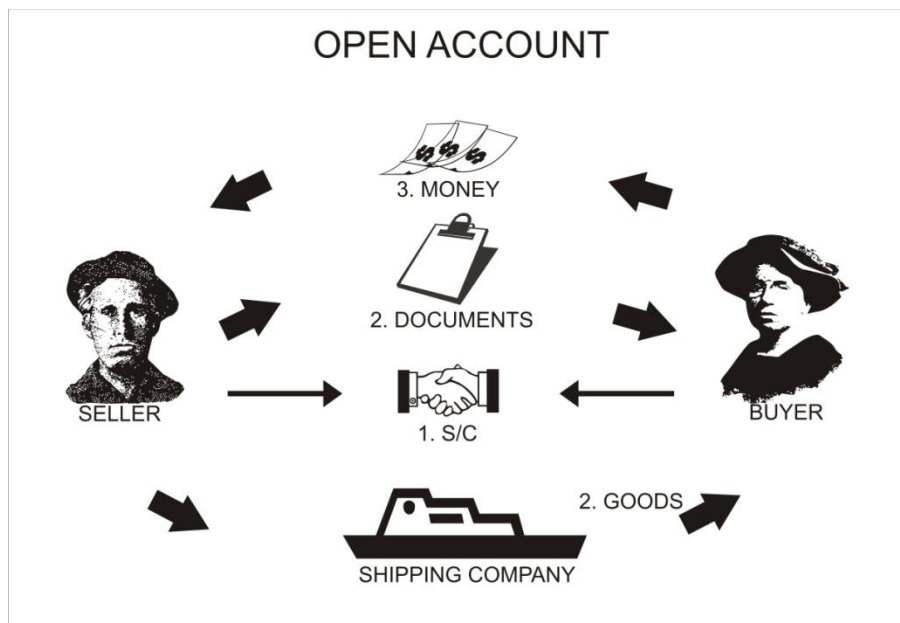 OPEN ACCOUNT
$ $ $
3. MONEY
2. DOCUMENTS
SELLER
BUYER
1. S/C
2. GOODS
SHIPPING COMPANY